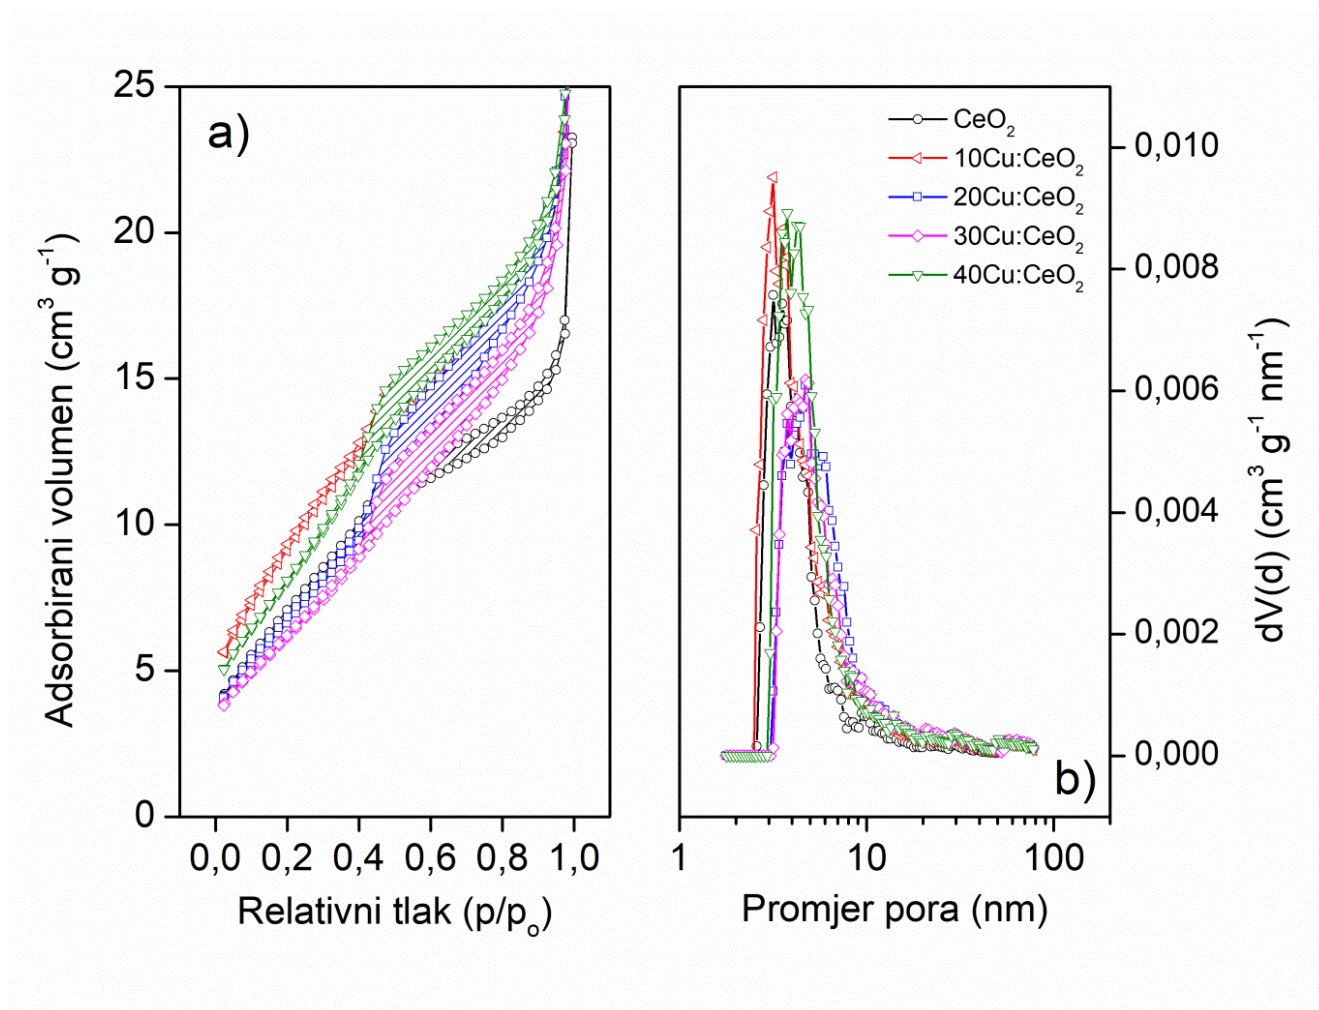 a)
25
20
15
10
5
0
Adsorbirani volumen (cm³ g⁻¹)
0,0 0,2 0,4 0,6 0,8 1,0
Relativni tlak (p/pₒ)
CeO₂
10Cu:CeO₂
20Cu:CeO₂
30Cu:CeO₂
40Cu:CeO₂
b)
0,010
0,008
0,006
0,004
0,002
0,000
dV(d) (cm³ g⁻¹ nm⁻¹)
1 10 100
Promjer pora (nm)